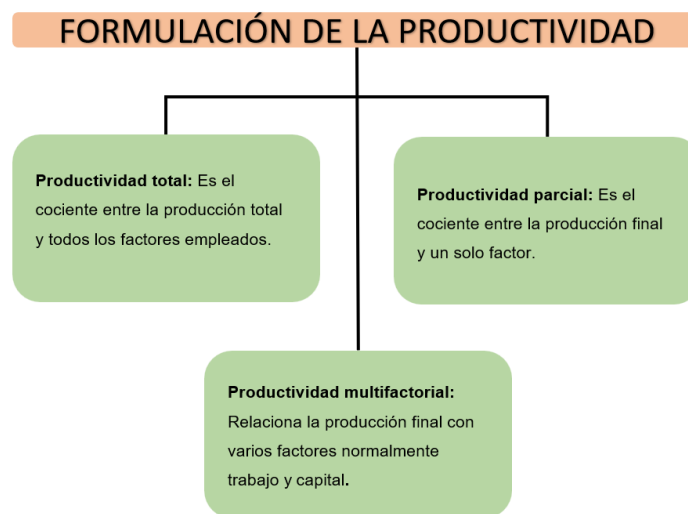 FORMULACIÓN DE LA PRODUCTIVIDAD
Productividad total: Es el
cociente entre la producción total
y todos los factores empleados.
Productividad parcial: Es el
cociente entre la producción final
y un solo factor.
Productividad multifactorial:
Relaciona la producción final con
varios factores normalmente
trabajo y capital.